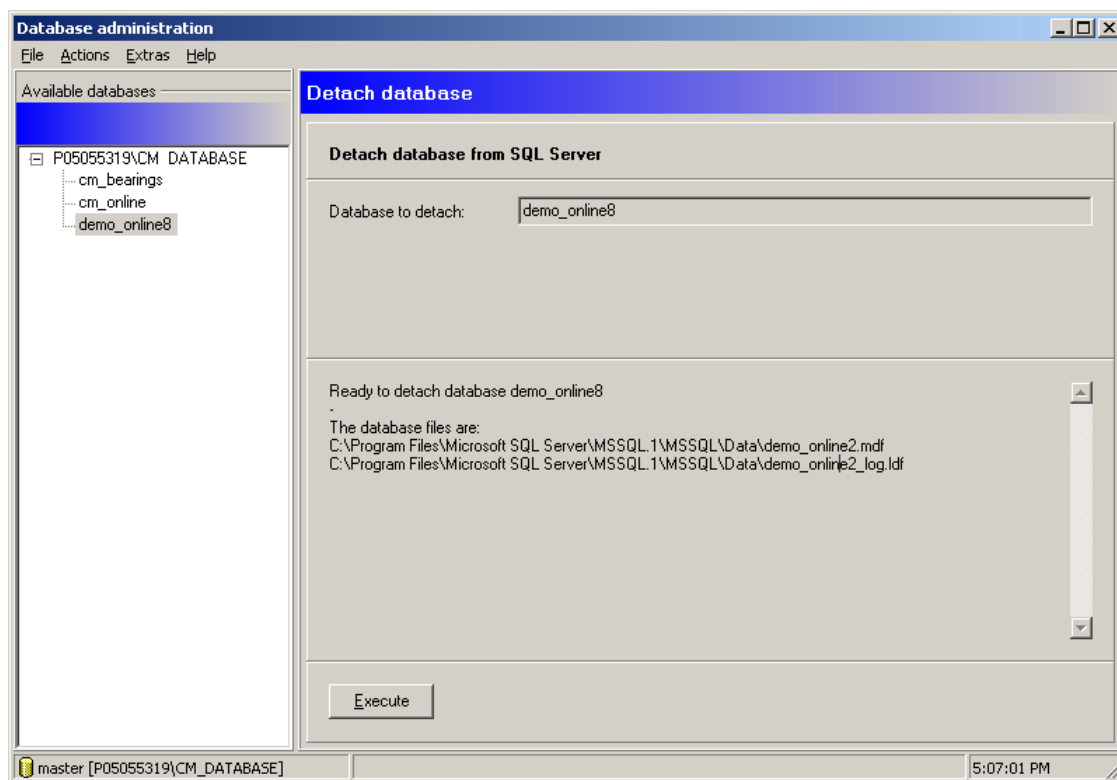 Database administration
File Actions Extras Help
Available databases
P05055319\CM_DATABASE
cm_bearings
cm_online
demo_online8
Detach database
Detach database from SQL Server
Database to detach: demo_online8
Ready to detach database demo_online8
-
The database files are:
C:\Program Files\Microsoft SQL Server\MSSQL.1\MSSQL\Data\demo_online2.mdf
C:\Program Files\Microsoft SQL Server\MSSQL.1\MSSQL\Data\demo_online2_log.ldf
Execute
master [P05055319\CM_DATABASE]
5:07:01 PM